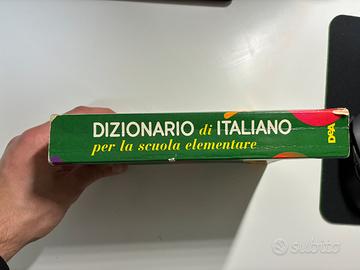 DIZIONARIO di ITALIANO
per la scuola elementare
DeA
subito